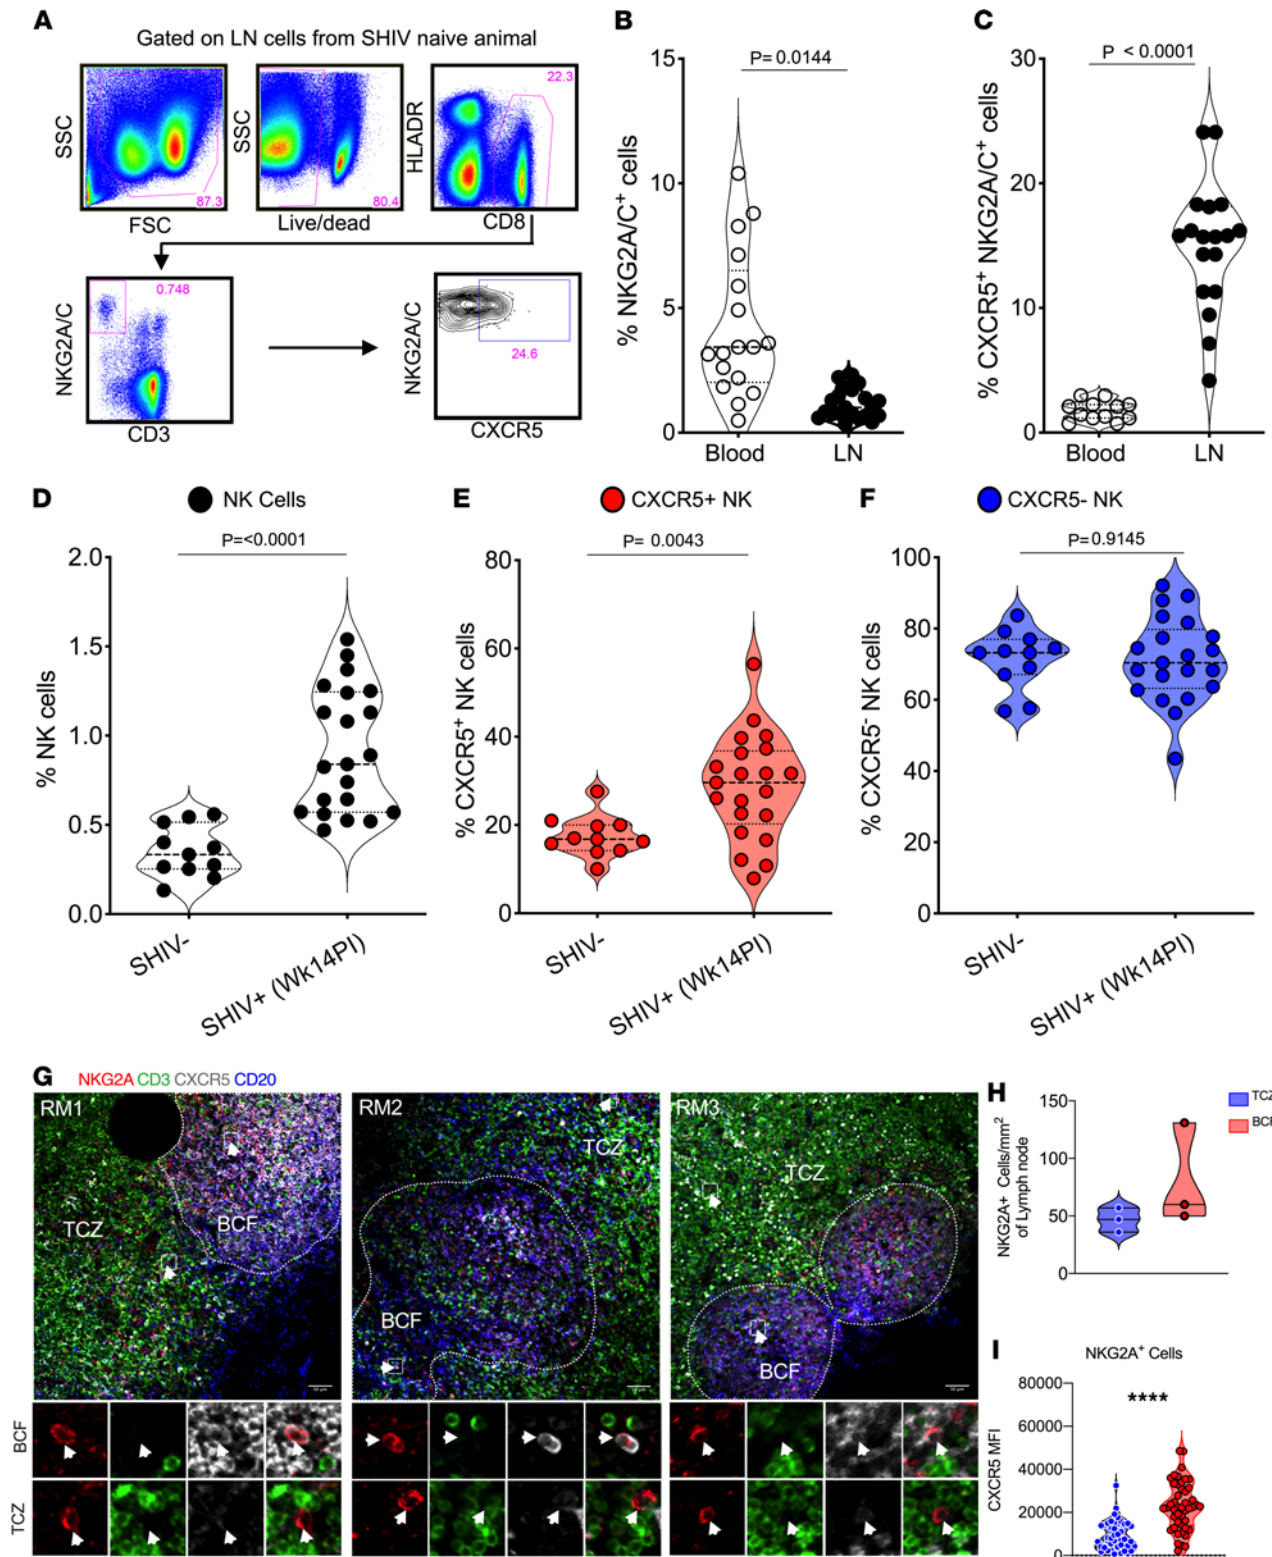 A
Gated on LN cells from SHIV naive animal
SSC
87.3
FSC
SSC
80.4
Live/dead
HLADR
22.3
CD8
NKG2A/C
0.748
CD3
NKG2A/C
24.6
CXCR5
B
% NKG2A/C+ cells
15
10
5
0
P= 0.0144
Blood
LN
C
% CXCR5+ NKG2A/C+ cells
30
20
10
0
P < 0.0001
Blood
LN
D
NK Cells
% NK cells
2.0
1.5
1.0
0.5
0.0
P=<0.0001
SHIV-
SHIV+ (Wk14PI)
E
CXCR5+ NK
% CXCR5+ NK cells
80
60
40
20
0
P= 0.0043
SHIV-
SHIV+ (Wk14PI)
F
CXCR5- NK
% CXCR5- NK cells
100
80
60
40
20
0
P=0.9145
SHIV-
SHIV+ (Wk14PI)
G
NKG2A CD3 CXCR5 CD20
RM1
TCZ
BCF
RM2
TCZ
BCF
RM3
TCZ
BCF
BCF
TCZ
H
NKG2A+ Cells/mm2
of Lymph node
150
100
50
0
TCZ
BCF
I
NKG2A+ Cells
CXCR5 MFI
80000
60000
40000
20000
0
****